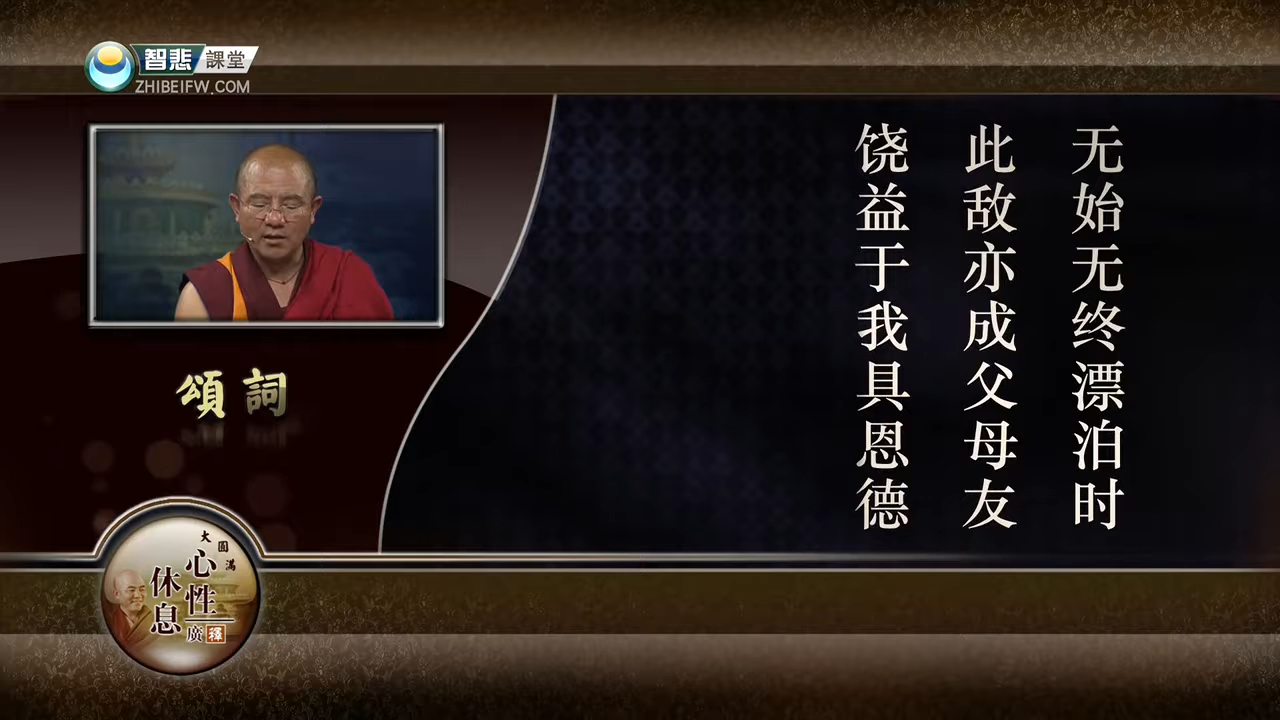 智悲課堂
ZHIBEIFW.COM
无始无终漂泊时
此敌亦成父母友
饶益于我具恩德
頌詞
大圓滿
心性
休息
廣釋